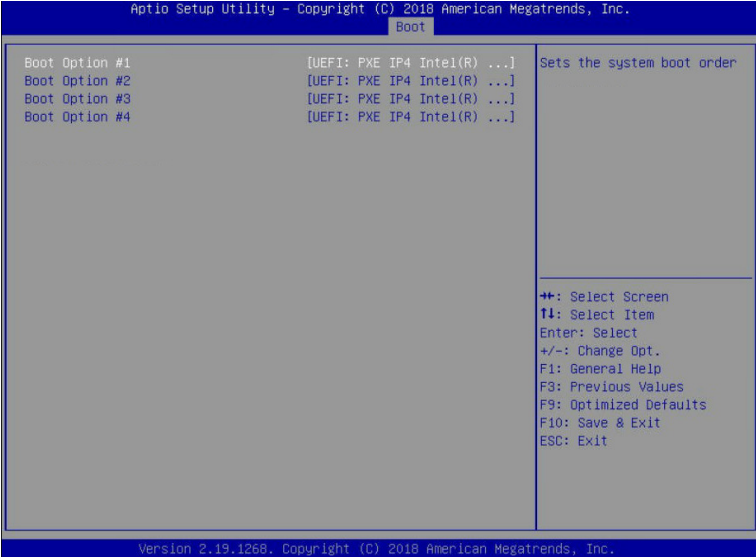 Aptio Setup Utility – Copyright (C) 2018 American Megatrends, Inc.
Boot
Boot Option #1 [UEFI: PXE IP4 Intel(R) ...]
Boot Option #2 [UEFI: PXE IP4 Intel(R) ...]
Boot Option #3 [UEFI: PXE IP4 Intel(R) ...]
Boot Option #4 [UEFI: PXE IP4 Intel(R) ...]
Sets the system boot order
→←: Select Screen
↑↓: Select Item
Enter: Select
+/-: Change Opt.
F1: General Help
F3: Previous Values
F9: Optimized Defaults
F10: Save & Exit
ESC: Exit
Version 2.19.1268. Copyright (C) 2018 American Megatrends, Inc.